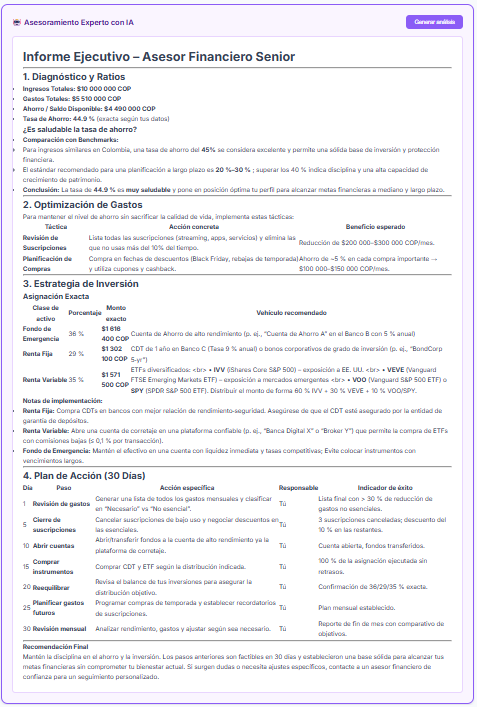 Asesoramiento Experto con IA
Generar análisis
Informe Ejecutivo – Asesor Financiero Senior
1. Diagnóstico y Ratios
Ingresos Totales: $10 000 000 COP
Gastos Totales: $5 510 000 COP
Ahorro / Saldo Disponible: $4 490 000 COP
Tasa de Ahorro: 44.9 % (exacta según tus datos)
¿Es saludable la tasa de ahorro?
Comparación con Benchmarks:
Para ingresos similares en Colombia, una tasa de ahorro del 45% se considera excelente y permite una sólida base de inversión y protección
financiera.
El estándar recomendado para una planificación a largo plazo es 20 %–30 % ; superar los 40 % indica disciplina y una alta capacidad de
crecimiento de patrimonio.
Conclusión: La tasa de 44.9 % es muy saludable y pone en posición óptima tu perfil para alcanzar metas financieras a mediano y largo plazo.
2. Optimización de Gastos
Para mantener el nivel de ahorro sin sacrificar la calidad de vida, implementa estas tácticas:
Táctica Acción concreta Beneficio esperado
Revisión de Suscripciones Lista todas las suscripciones (streaming, apps, servicios) y elimina las que no usas más del 10% del tiempo. Reducción de $200 000–$300 000 COP/mes.
Planificación de Compras Compra en fechas de descuentos (Black Friday, rebajas de temporada) y utiliza cupones y cashback. Ahorro de ~5 % en cada compra importante → $100 000–$150 000 COP/mes.
3. Estrategia de Inversión
Asignación Exacta
Clase de activo Porcentaje Monto exacto Vehículo recomendado
Fondo de Emergencia 36 % $1 616 400 COP Cuenta de Ahorro de alto rendimiento (p. ej., “Cuenta de Ahorro A” en el Banco B con 5 % anual)
Renta Fija 29 % $1 302 100 COP CDT de 1 año en Banco C (Tasa 9 % anual) o bonos corporativos de grado de inversión (p. ej., “BondCorp 5-yr”)
Renta Variable 35 % $1 571 500 COP ETFs diversificados: <br> • IVV (iShares Core S&P 500) – exposición a EE. UU. <br> • VEVE (Vanguard FTSE Emerging Markets ETF) – exposición a mercados emergentes <br> • VOO (Vanguard S&P 500 ETF) o SPY (SPDR S&P 500 ETF). Distribuir el monto de forma 60 % IVV + 30 % VEVE + 10 % VOO/SPY.
Notas de implementación:
Renta Fija: Compra CDTs en bancos con mejor relación de rendimiento-seguridad. Asegúrese de que el CDT esté asegurado por la entidad de
garantía de depósitos.
Renta Variable: Abre una cuenta de corretaje en una plataforma confiable (p. ej., “Banca Digital X” o “Broker Y”) que permita la compra de ETFs
con comisiones bajas (≤ 0,1 % por transacción).
Fondo de Emergencia: Mantén el efectivo en una cuenta con liquidez inmediata y tasas competitivas; Evite colocar instrumentos con
vencimientos largos.
4. Plan de Acción (30 Días)
Día Paso Acción específica Responsable Indicador de éxito
1 Revisión de gastos Generar una lista de todos los gastos mensuales y clasificar en “Necesario” vs “No esencial”. Tú Lista final con > 30 % de reducción de gastos no esenciales.
5 Cierre de suscripciones Cancelar suscripciones de bajo uso y negociar descuentos en las esenciales. Tú 3 suscripciones canceladas; descuento del 10 % en las restantes.
10 Abrir cuentas Abrir/transferir fondos a la cuenta de alto rendimiento y a la plataforma de corretaje. Tú Cuenta abierta, fondos transferidos.
15 Comprar instrumentos Comprar CDT y ETF según la distribución indicada. Tú 100 % de la asignación ejecutada sin retrasos.
20 Reequilibrar Revisa el balance de tus inversiones para asegurar la distribución objetivo. Tú Confirmación de 36/29/35 % exacta.
25 Planificar gastos futuros Programar compras de temporada y establecer recordatorios de suscripciones. Tú Plan mensual establecido.
30 Revisión mensual Analizar rendimiento, gastos y ajustar según sea necesario. Tú Reporte de fin de mes con comparativo de objetivos.
Recomendación Final
Mantén la disciplina en el ahorro y la inversión. Los pasos anteriores son factibles en 30 días y establecieron una base sólida para alcanzar tus
metas financieras sin comprometer tu bienestar actual. Si surgen dudas o necesita ajustes específicos, contacte a un asesor financiero de
confianza para un seguimiento personalizado.